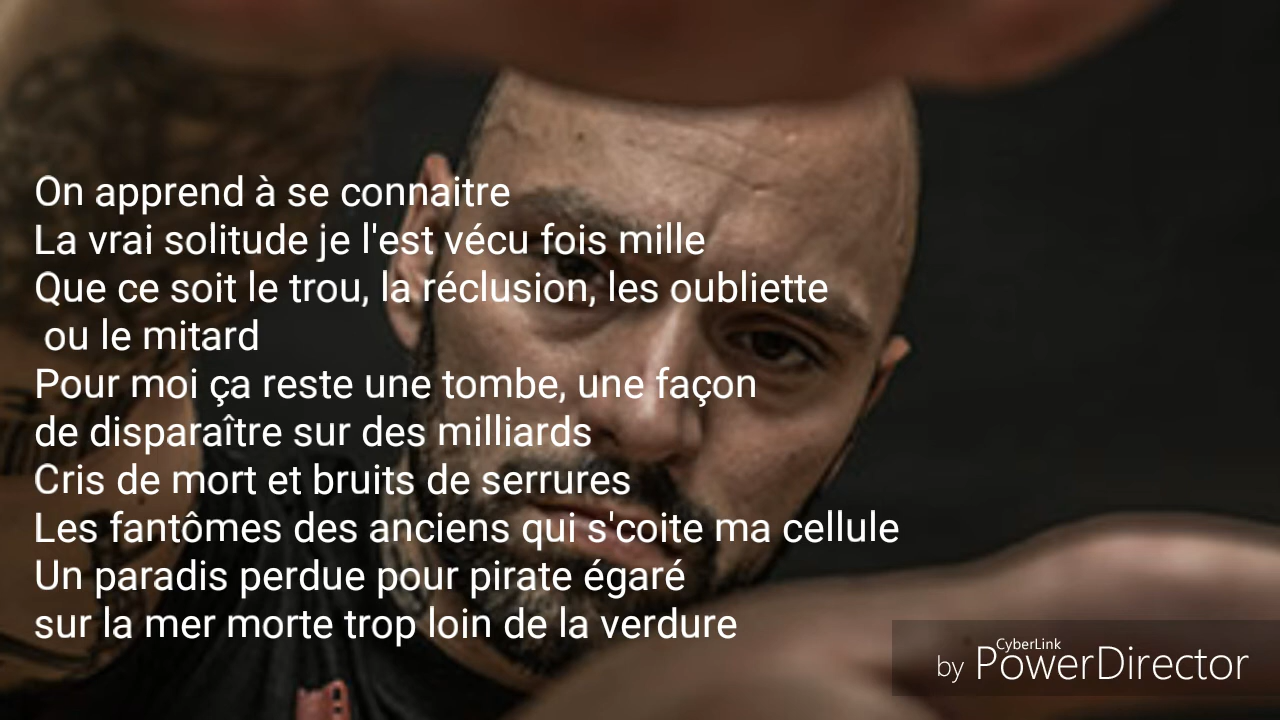 On apprend à se connaitre
La vrai solitude je l'est vécu fois mille
Que ce soit le trou, la réclusion, les oubliette
ou le mitard
Pour moi ça reste une tombe, une façon
de disparaître sur des milliards
Cris de mort et bruits de serrures
Les fantômes des anciens qui s'coite ma cellule
Un paradis perdue pour pirate égaré
sur la mer morte trop loin de la verdure
by CyberLink PowerDirector